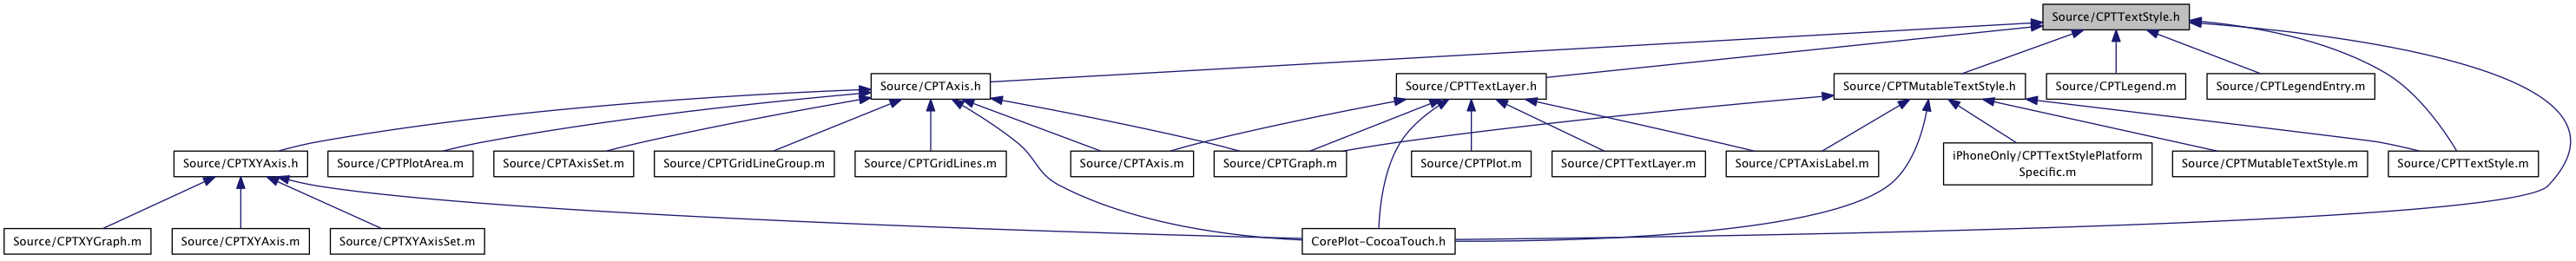 Source/CPTTextStyle.h
Source/CPTAxis.h
Source/CPTTextLayer.h
Source/CPTMutableTextStyle.h
Source/CPTLegend.m
Source/CPTLegendEntry.m
Source/CPTXYAxis.h
Source/CPTPlotArea.m
Source/CPTAxisSet.m
Source/CPTGridLineGroup.m
Source/CPTGridLines.m
Source/CPTAxis.m
Source/CPTGraph.m
Source/CPTPlot.m
Source/CPTTextLayer.m
Source/CPTAxisLabel.m
iPhoneOnly/CPTTextStylePlatform
Specific.m
Source/CPTMutableTextStyle.m
Source/CPTTextStyle.m
Source/CPTXYGraph.m
Source/CPTXYAxis.m
Source/CPTXYAxisSet.m
CorePlot-CocoaTouch.h